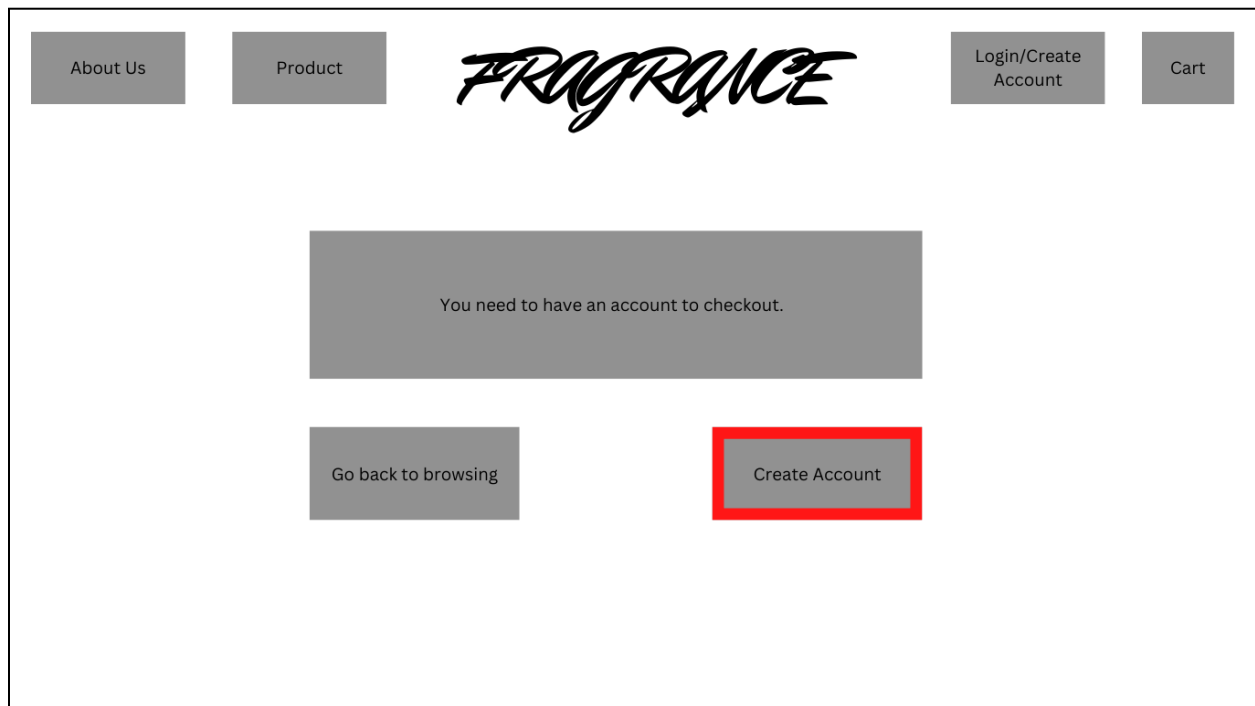 About Us
Product
FRAGRANCE
Login/Create
Account
Cart
You need to have an account to checkout.
Go back to browsing
Create Account